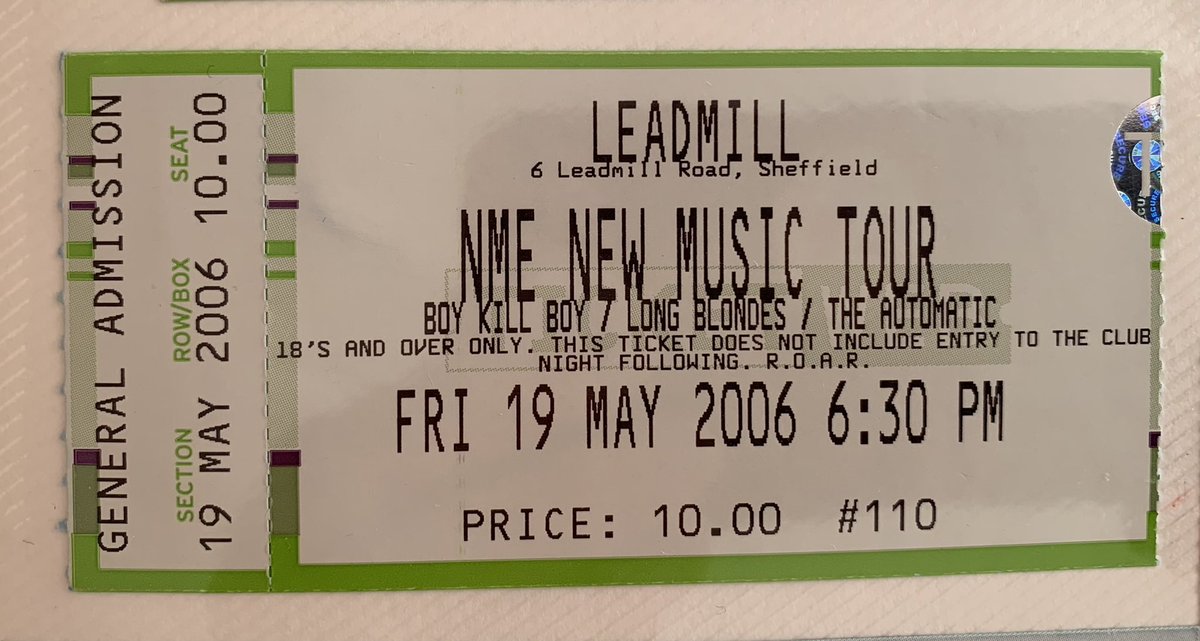 GENERAL ADMISSION
SECTION ROW/BOX SEAT
19 MAY 2006 10.00
LEADMILL
6 Leadmill Road, Sheffield
NME NEW MUSIC TOUR
BOY KILL BOY / LONG BLONDES / THE AUTOMATIC
18'S AND OVER ONLY. THIS TICKET DOES NOT INCLUDE ENTRY TO THE CLUB
NIGHT FOLLOWING. R.O.A.R.
FRI 19 MAY 2006 6:30 PM
PRICE: 10.00 #110